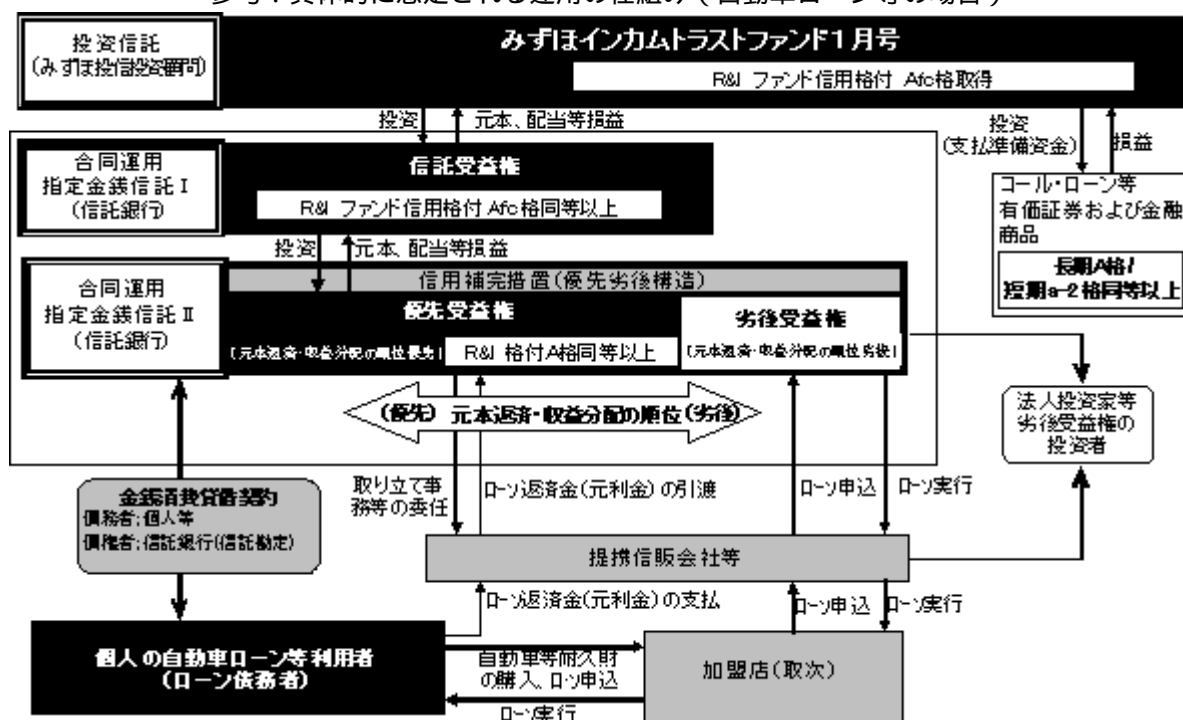 参考：具体的に想定される運用の仕組み（自動車ローン等の場合）
投資信託
(みずほ投信投資顧問)
みずほインカムトラストファンド1月号
R&I ファンド信用格付 Afc格取得
投資
元本、配当等損益
投資
(支払準備資金)
損益
合同運用
指定金銭信託Ⅰ
(信託銀行)
信託受益権
R&I ファンド信用格付 Afc格同等以上
コール・ローン等
有価証券および金融
商品
長期A格/
短期a-2格同等以上
投資
元本、配当等損益
合同運用
指定金銭信託Ⅱ
(信託銀行)
信用補完措置(優先劣後構造)
優先受益権
[元本返済・収益分配の順位優先]
R&I 格付A格同等以上
劣後受益権
[元本返済・収益分配の順位劣後]
(優先) 元本返済・収益分配の順位 (劣後)
法人投資家等
劣後受益権の
投資者
金銭消費貸借契約
債務者;個人等
債権者;信託銀行(信託勘定)
取り立て事
務等の委任
ローン返済金(元利金)の引渡
ローン申込
ローン実行
提携信販会社等
ローン返済金(元利金)の支払
ローン申込
ローン実行
個人の自動車ローン等利用者
(ローン債務者)
自動車等耐久財
の購入、ローン申込
ローン実行
加盟店(取次)